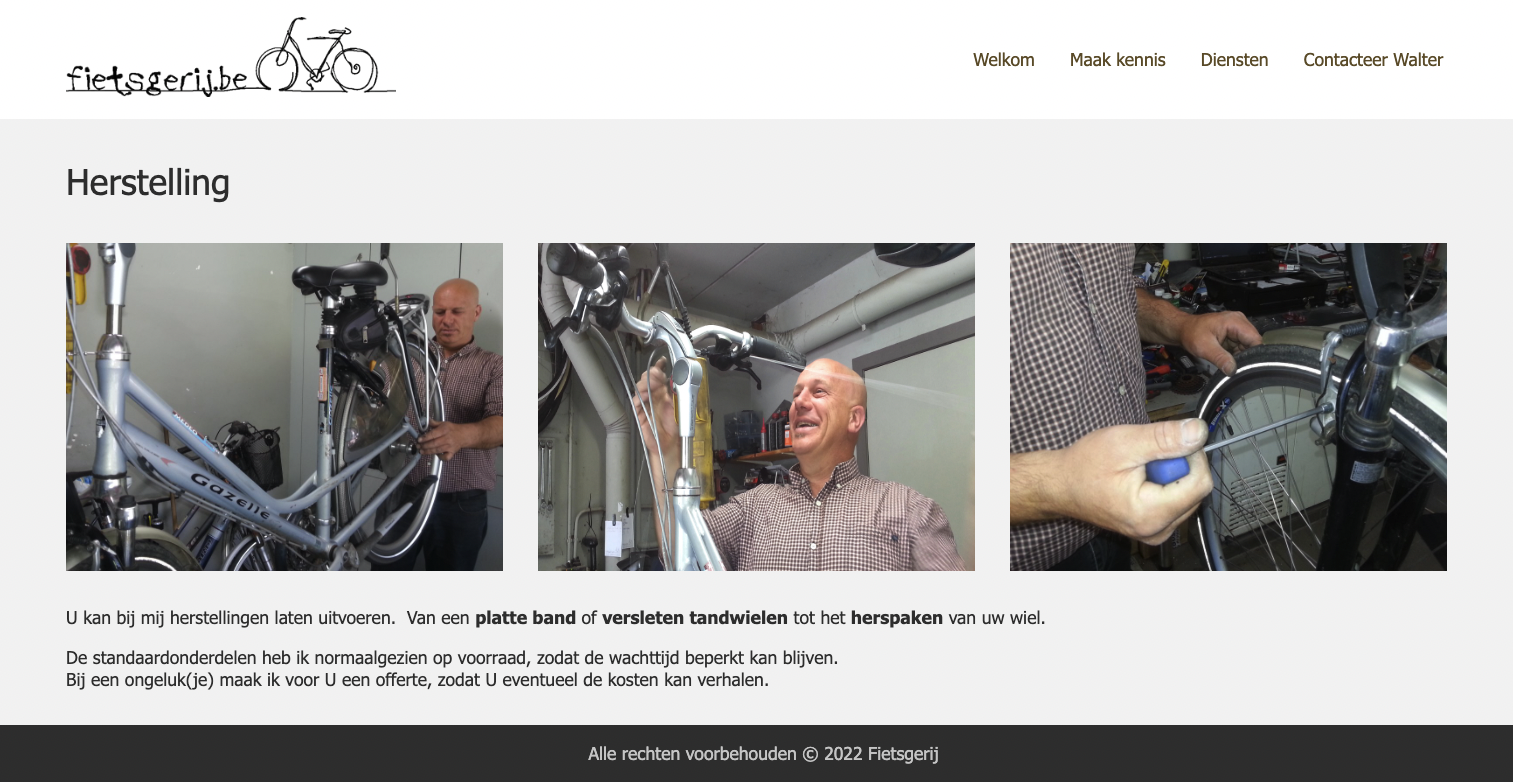 fietsgerij.be
Welkom
Maak kennis
Diensten
Contacteer Walter
Herstelling
Gazelle
U kan bij mij herstellingen laten uitvoeren.  Van een platte band of versleten tandwielen tot het herspaken van uw wiel.
De standaardonderdelen heb ik normaalgezien op voorraad, zodat de wachttijd beperkt kan blijven.
Bij een ongeluk(je) maak ik voor U een offerte, zodat U eventueel de kosten kan verhalen.
Alle rechten voorbehouden © 2022 Fietsgerij